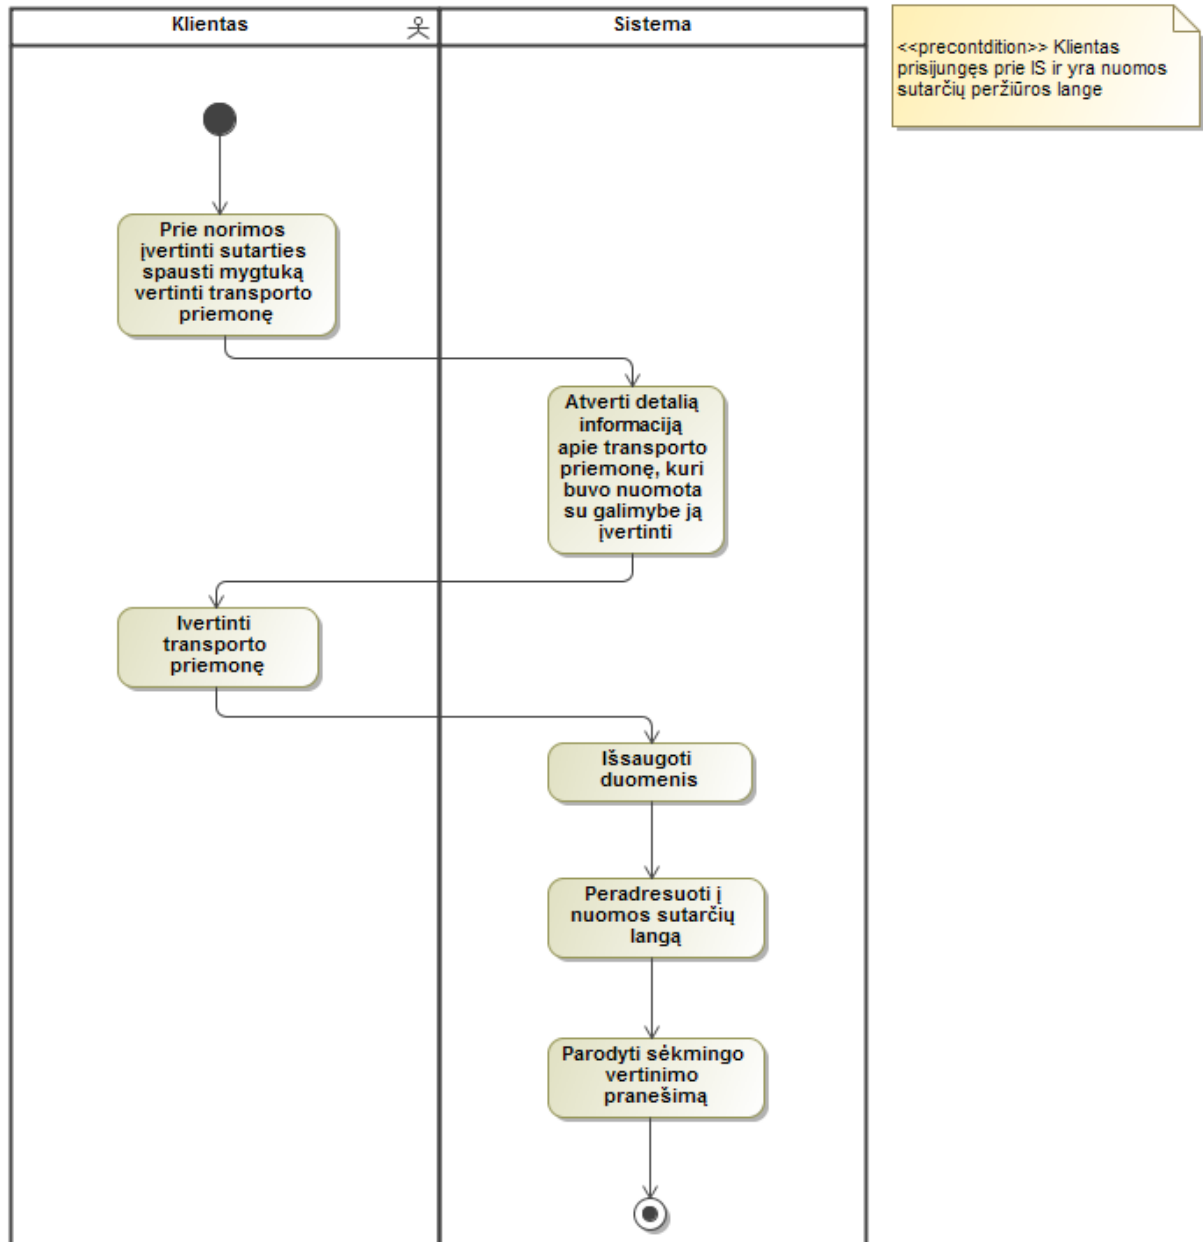 Klientas
Sistema
<<precontdition>> Klientas
prisijungęs prie IS ir yra nuomos
sutarčių peržiūros lange
Prie norimos
įvertinti sutarties
spausti mygtuką
vertinti transporto
priemonę
Atverti detalią
informaciją
apie transporto
priemonę, kuri
buvo nuomota
su galimybe ją
įvertinti
Ivertinti
transporto
priemonę
Išsaugoti
duomenis
Peradresuoti į
nuomos sutarčių
langą
Parodyti sėkmingo
vertinimo
pranešimą